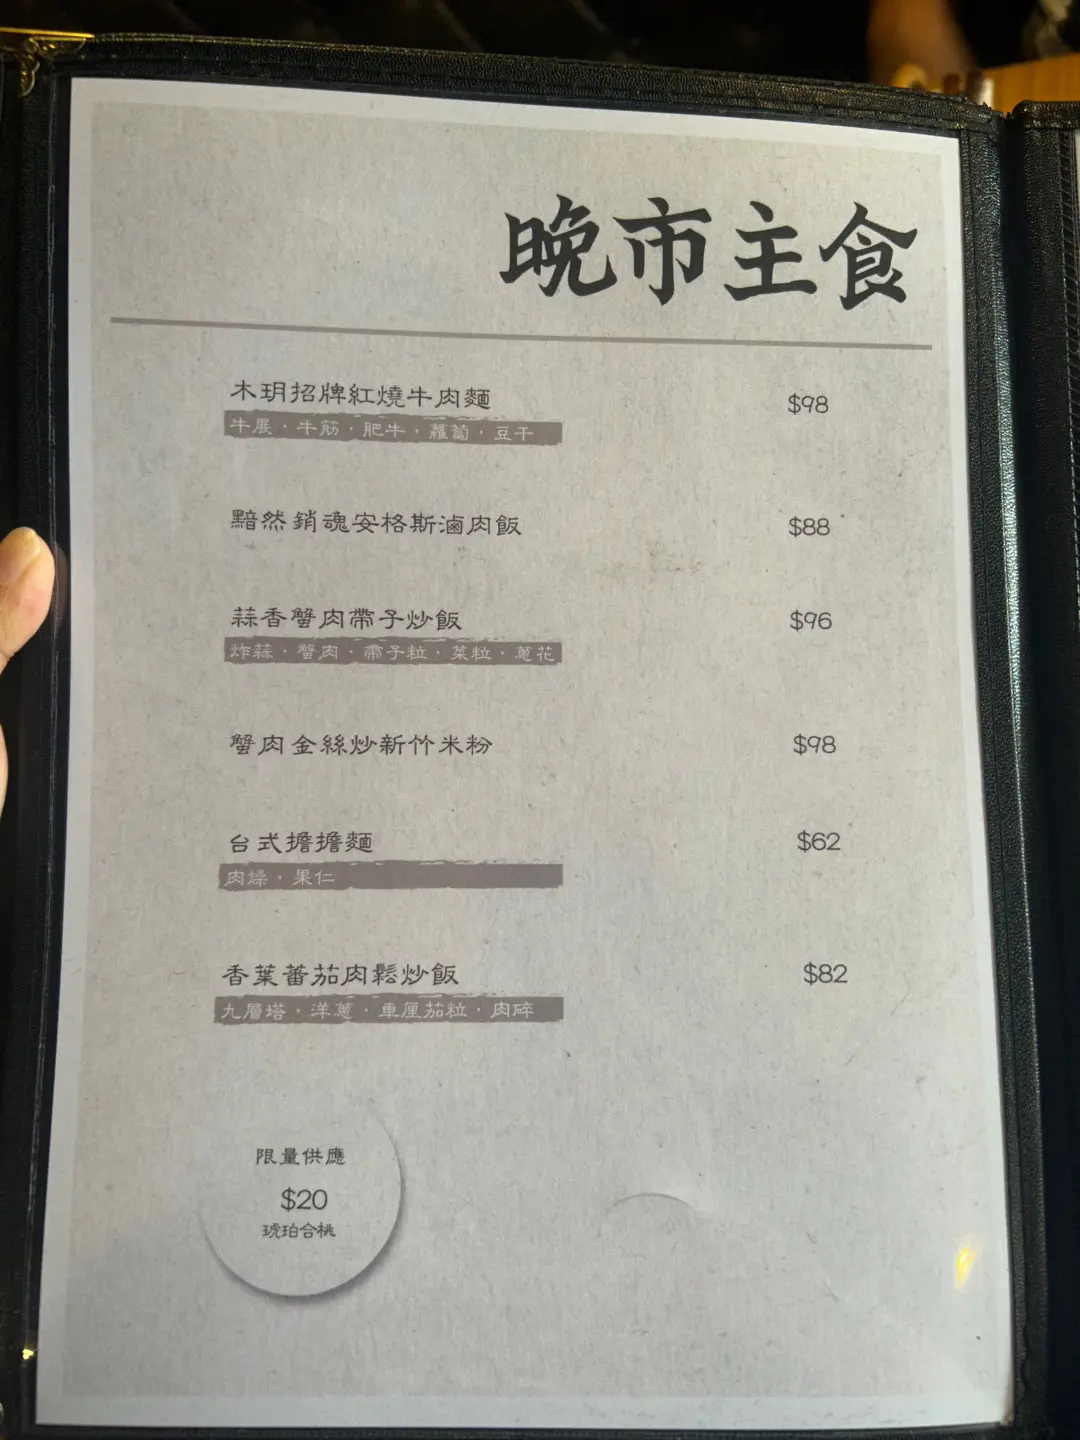 晚市主食
木玥招牌紅燒牛肉麵 $98
牛展，牛筋，肥牛，蘿蔔，豆干
黯然銷魂安格斯滷肉飯 $88
蒜香蟹肉帶子炒飯 $96
炸蒜，蟹肉，帶子粒，菜粒，蔥花
蟹肉金絲炒新竹米粉 $98
台式擔擔麵 $62
肉燥，果仁
香葉蕃茄肉鬆炒飯 $82
九層塔，洋蔥，車厘茄粒，肉碎
限量供應
$20
琥珀合桃